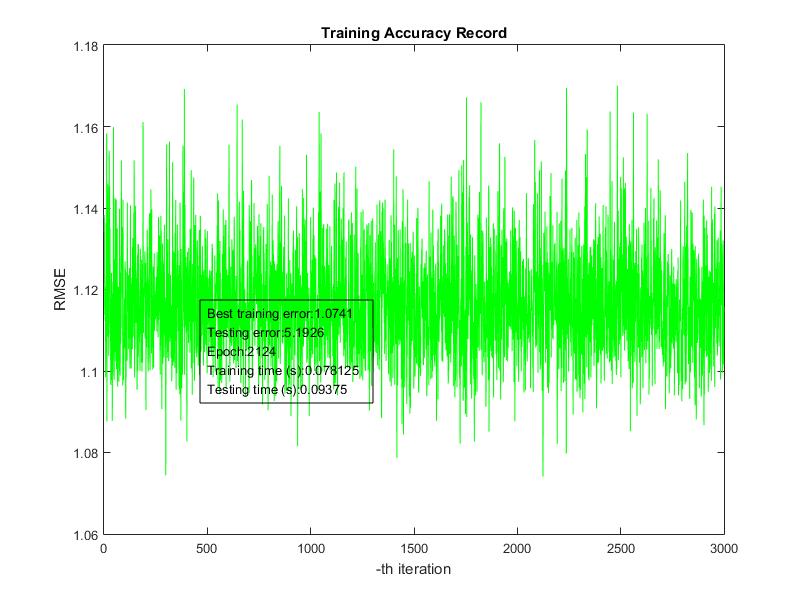 Training Accuracy Record
1.18
1.16
1.14
1.12
1.1
1.08
1.06
RMSE
Best training error:1.0741
Testing error:5.1926
Epoch:2124
Training time (s):0.078125
Testing time (s):0.09375
0 500 1000 1500 2000 2500 3000
-th iteration